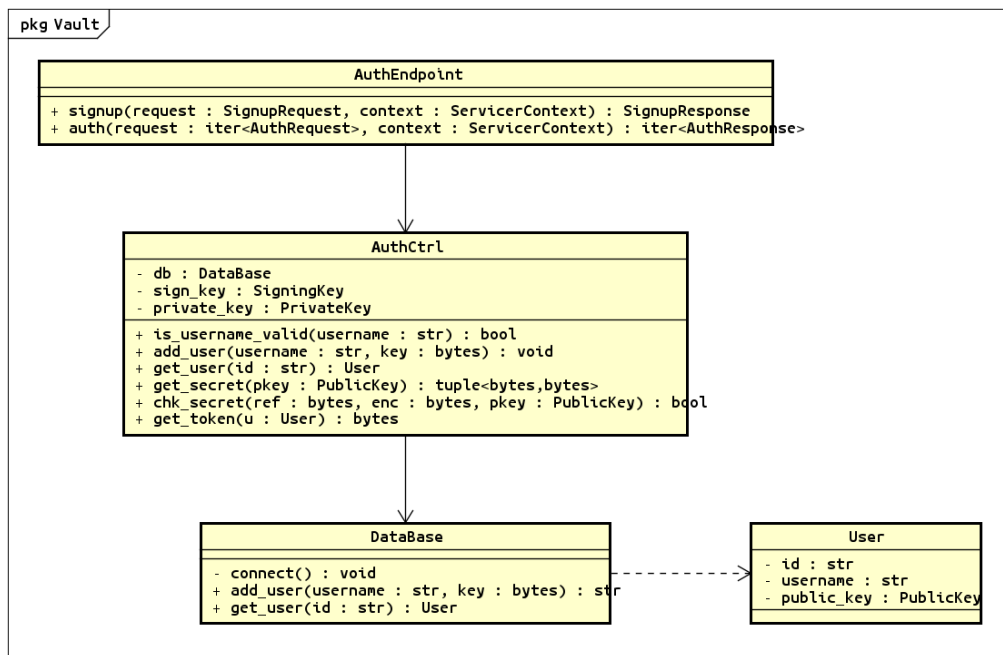 pkg Vault
AuthEndpoint
+ signup(request : SignupRequest, context : ServicerContext) : SignupResponse
+ auth(request : iter<AuthRequest>, context : ServicerContext) : iter<AuthResponse>
AuthCtrl
- db : DataBase
- sign_key : SigningKey
- private_key : PrivateKey
+ is_username_valid(username : str) : bool
+ add_user(username : str, key : bytes) : void
+ get_user(id : str) : User
+ get_secret(pkey : PublicKey) : tuple<bytes,bytes>
+ chk_secret(ref : bytes, enc : bytes, pkey : PublicKey) : bool
+ get_token(u : User) : bytes
DataBase
- connect() : void
+ add_user(username : str, key : bytes) : str
+ get_user(id : str) : User
User
- id : str
- username : str
- public_key : PublicKey